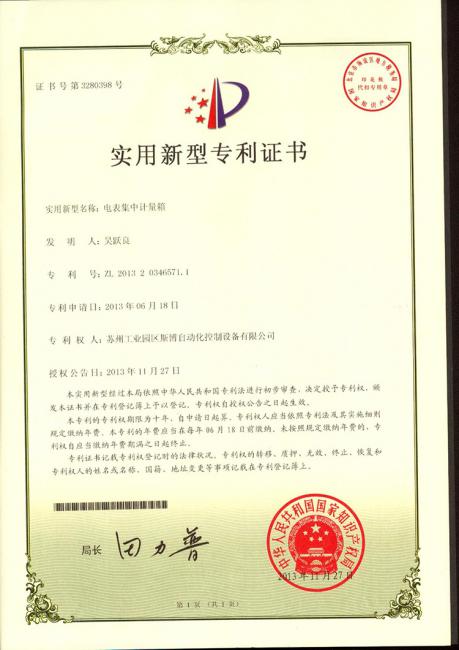 证书号第3280398号
印花税
代扣专用章
国家知识产权局
实用新型专利证书
实用新型名称：电表集中计量箱
发明人：吴跃良
专利号：ZL 2013 2 0346571.1
专利申请日：2013年06月18日
专利权人：苏州工业园区斯博自动化控制设备有限公司
授权公告日：2013年11月27日
本实用新型经过本局依照中华人民共和国专利法进行初步审查，决定授予专利权，颁
发本证书并在专利登记簿上予以登记。专利权自授权公告之日起生效。
本专利的专利权期限为十年，自申请日起算。专利权人应当依照专利法及其实施细则
规定缴纳年费。本专利的年费应当在每年06月18日前缴纳。未按照规定缴纳年费的，专
利权自应当缴纳年费期满之日起终止。
专利证书记载专利权登记时的法律状况。专利权的转移、质押、无效、终止、恢复和
专利权人的姓名或名称、国籍、地址变更等事项记载在专利登记簿上。
局长
田力普
中华人民共和国国家知识产权局
2013年11月27日
第1页（共1页）